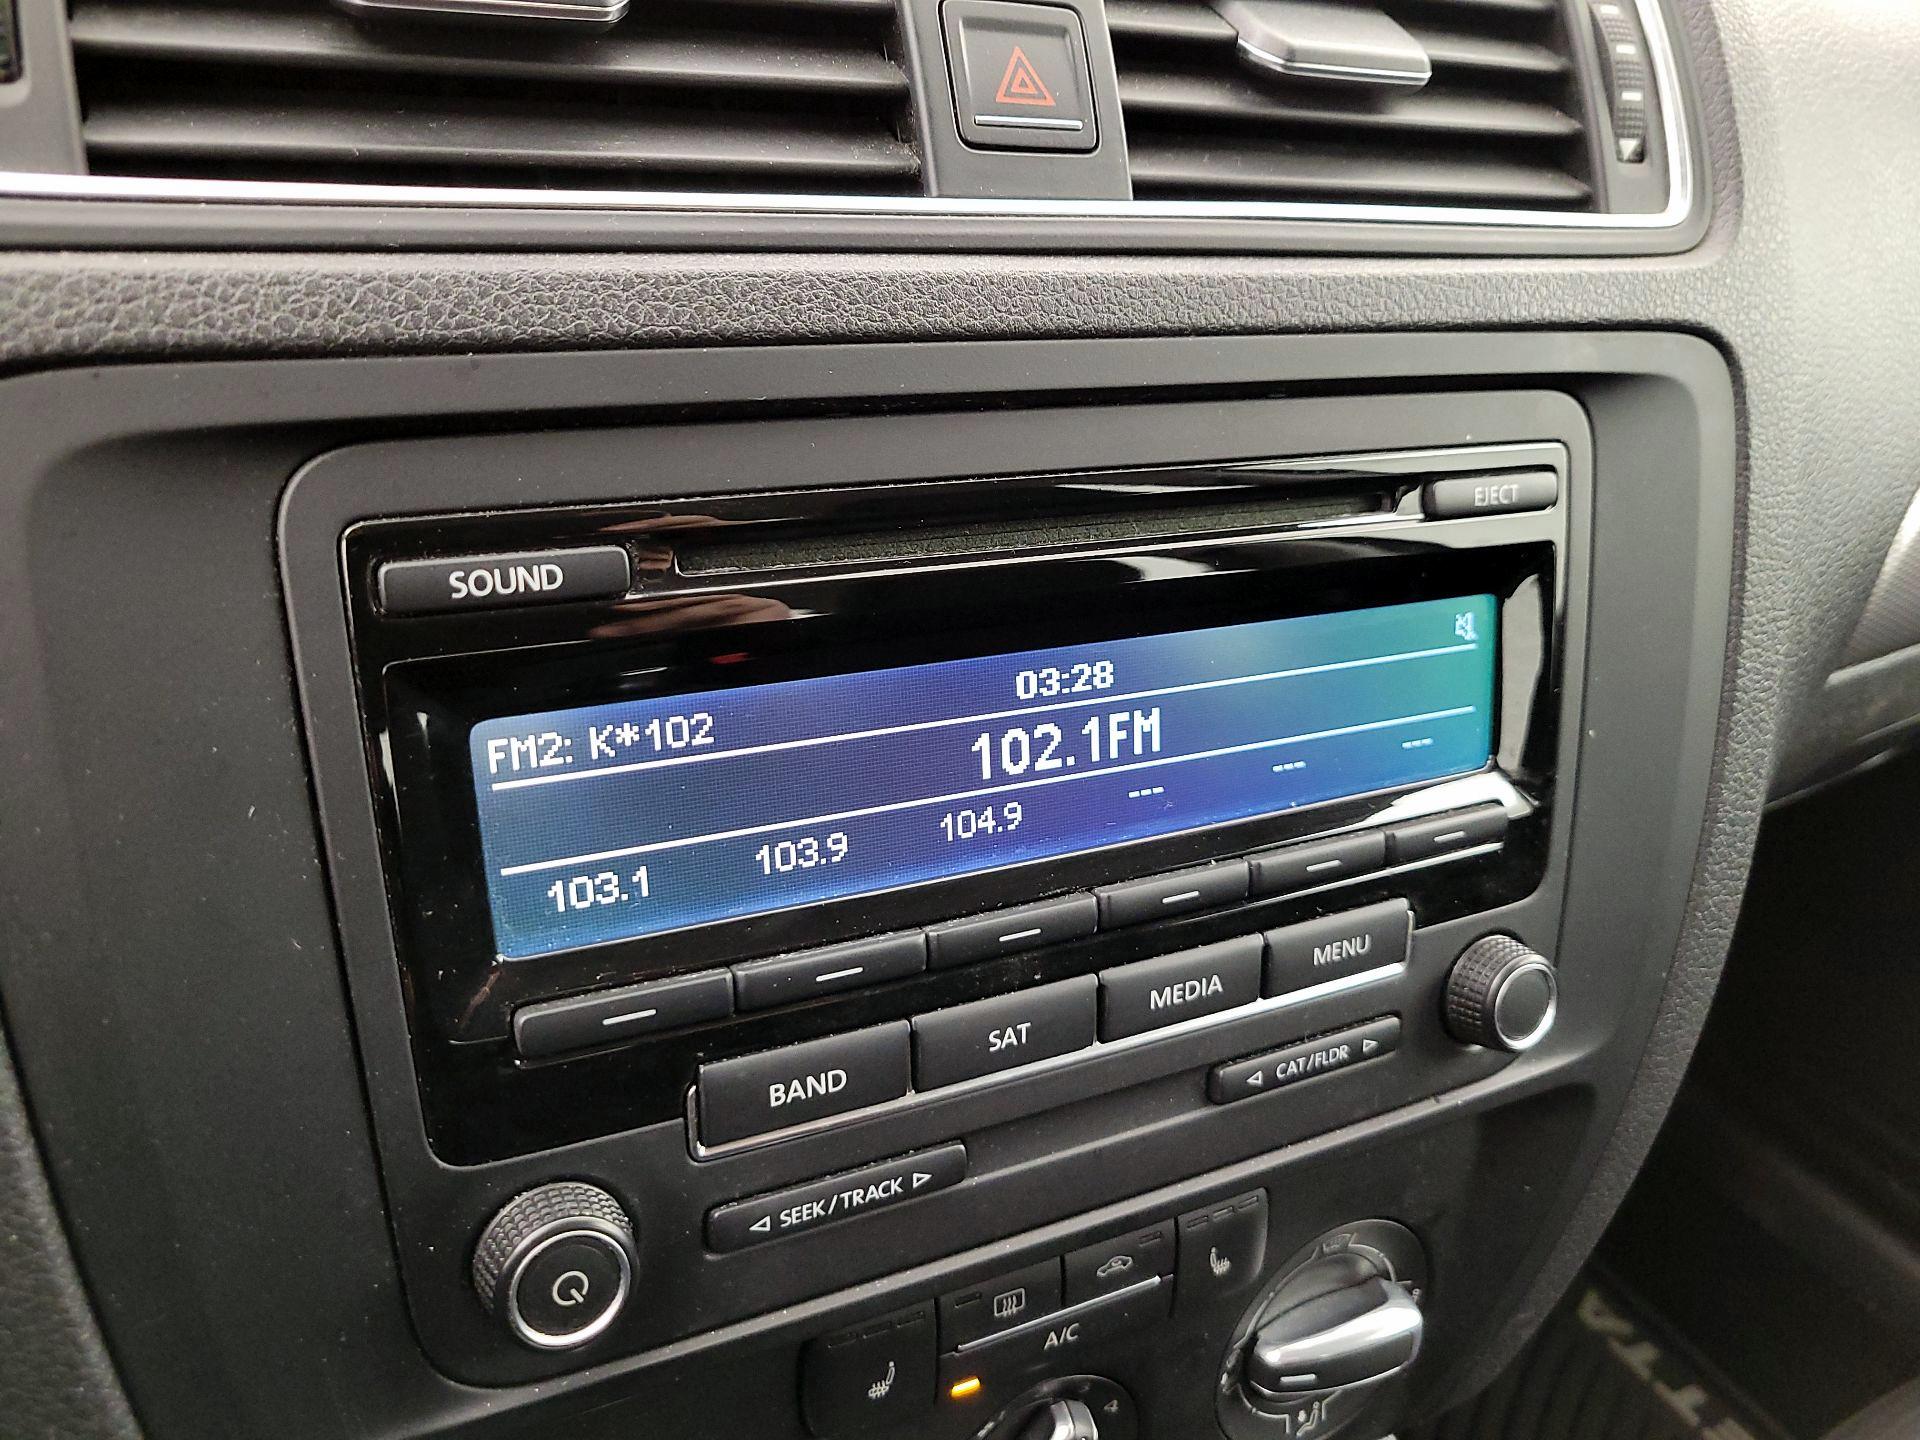 EJECT
SOUND
03:28
FM2: K*102
102.1FM
103.1 103.9 104.9 --- --- ---
BAND SAT MEDIA MENU
SEEK/TRACK
CAT/FLDR
A/C
4